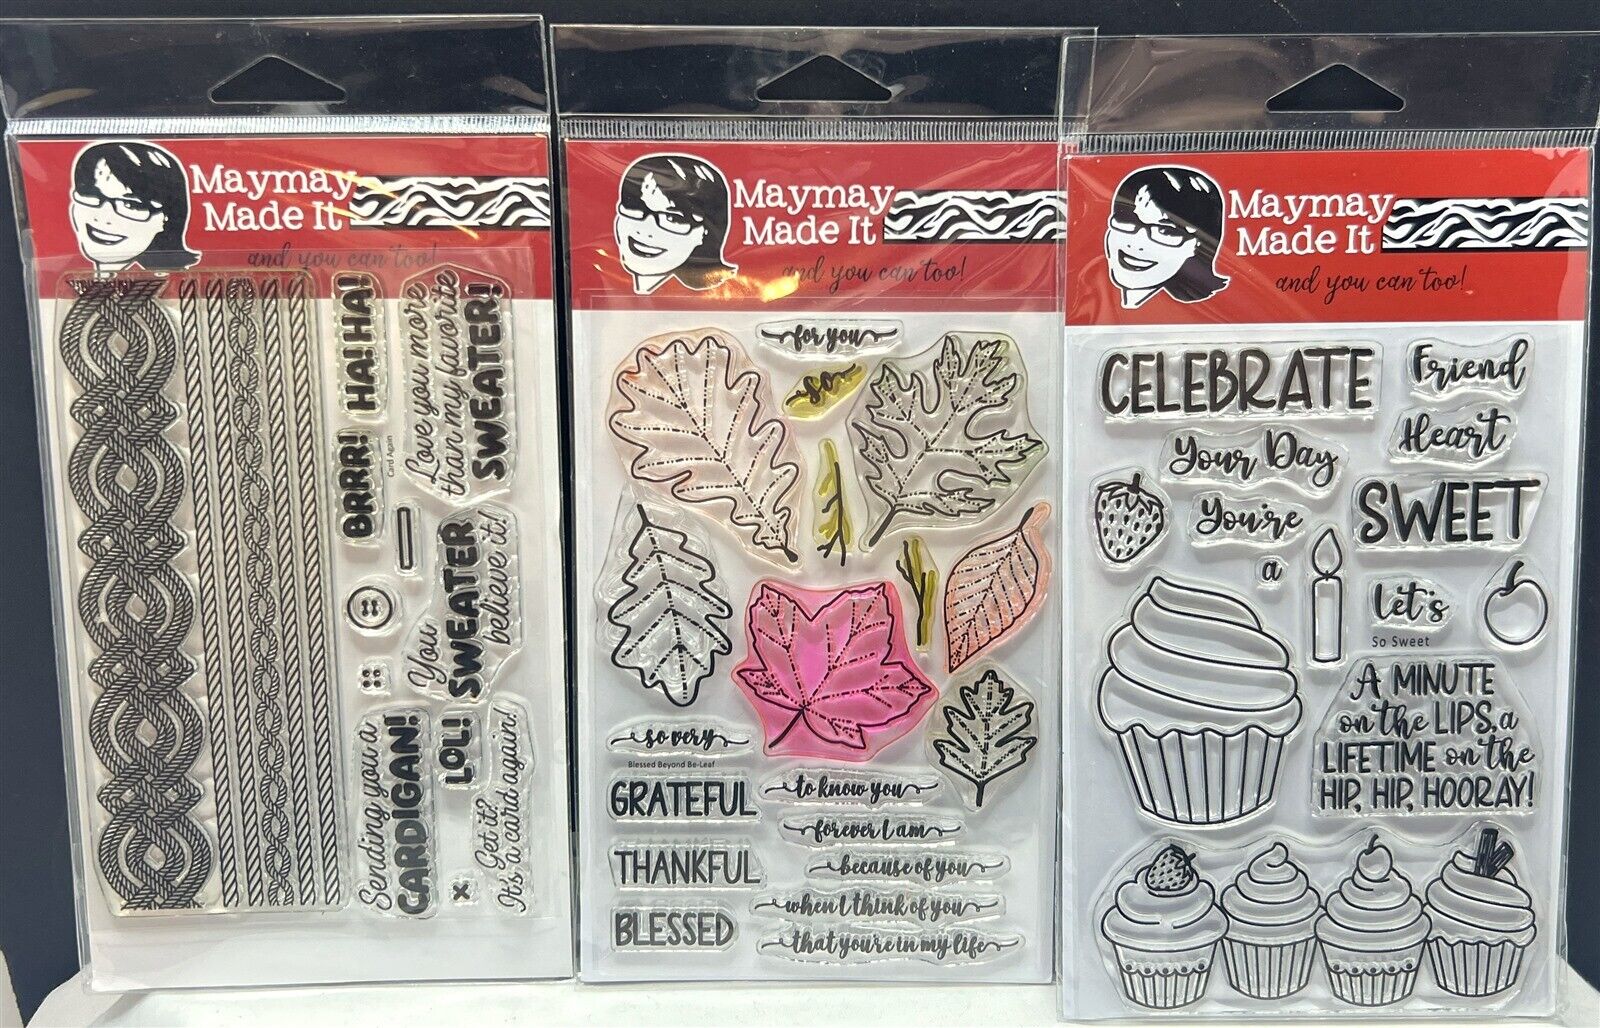 Maymay
Made It
and you can too!
HA! HA!
BRRR!
Card Again
Love you more
than my favorite
SWEATER!
You
SWEATER
believe it!
Sending you a
CARDIGAN!
LOL!
Get it?
It's a card again!
Maymay
Made It
and you can too!
for you
so
so very
Blessed Beyond Be-Leaf
GRATEFUL
THANKFUL
BLESSED
to know you
forever I am
because of you
when I think of you
that you're in my life
Maymay
Made It
and you can too!
CELEBRATE
Friend
Heart
Your Day
SWEET
You're
a
Let's
So Sweet
A MINUTE
on the LIPS, a
LIFETIME on the
HIP, HIP, HOORAY!